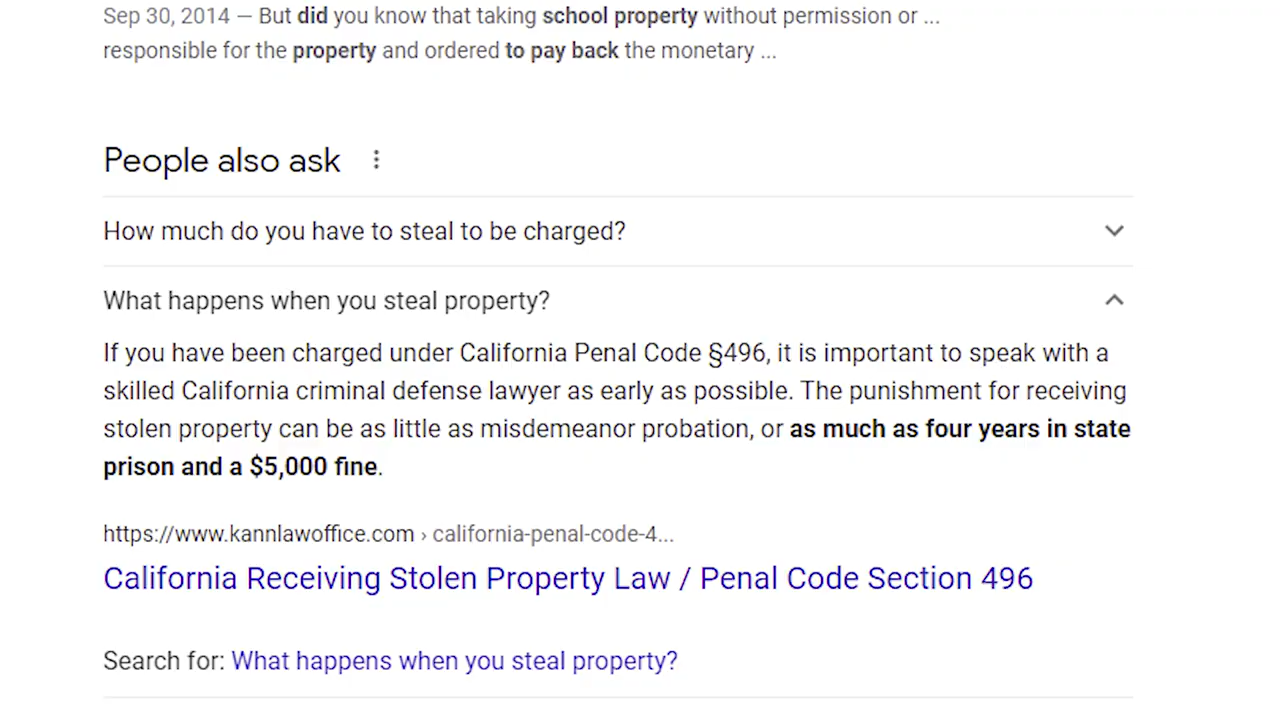 Sep 30, 2014 — But did you know that taking school property without permission or ...
responsible for the property and ordered to pay back the monetary ...
People also ask
How much do you have to steal to be charged?
What happens when you steal property?
If you have been charged under California Penal Code §496, it is important to speak with a
skilled California criminal defense lawyer as early as possible. The punishment for receiving
stolen property can be as little as misdemeanor probation, or as much as four years in state
prison and a $5,000 fine.
https://www.kannlawoffice.com › california-penal-code-4...
California Receiving Stolen Property Law / Penal Code Section 496
Search for: What happens when you steal property?